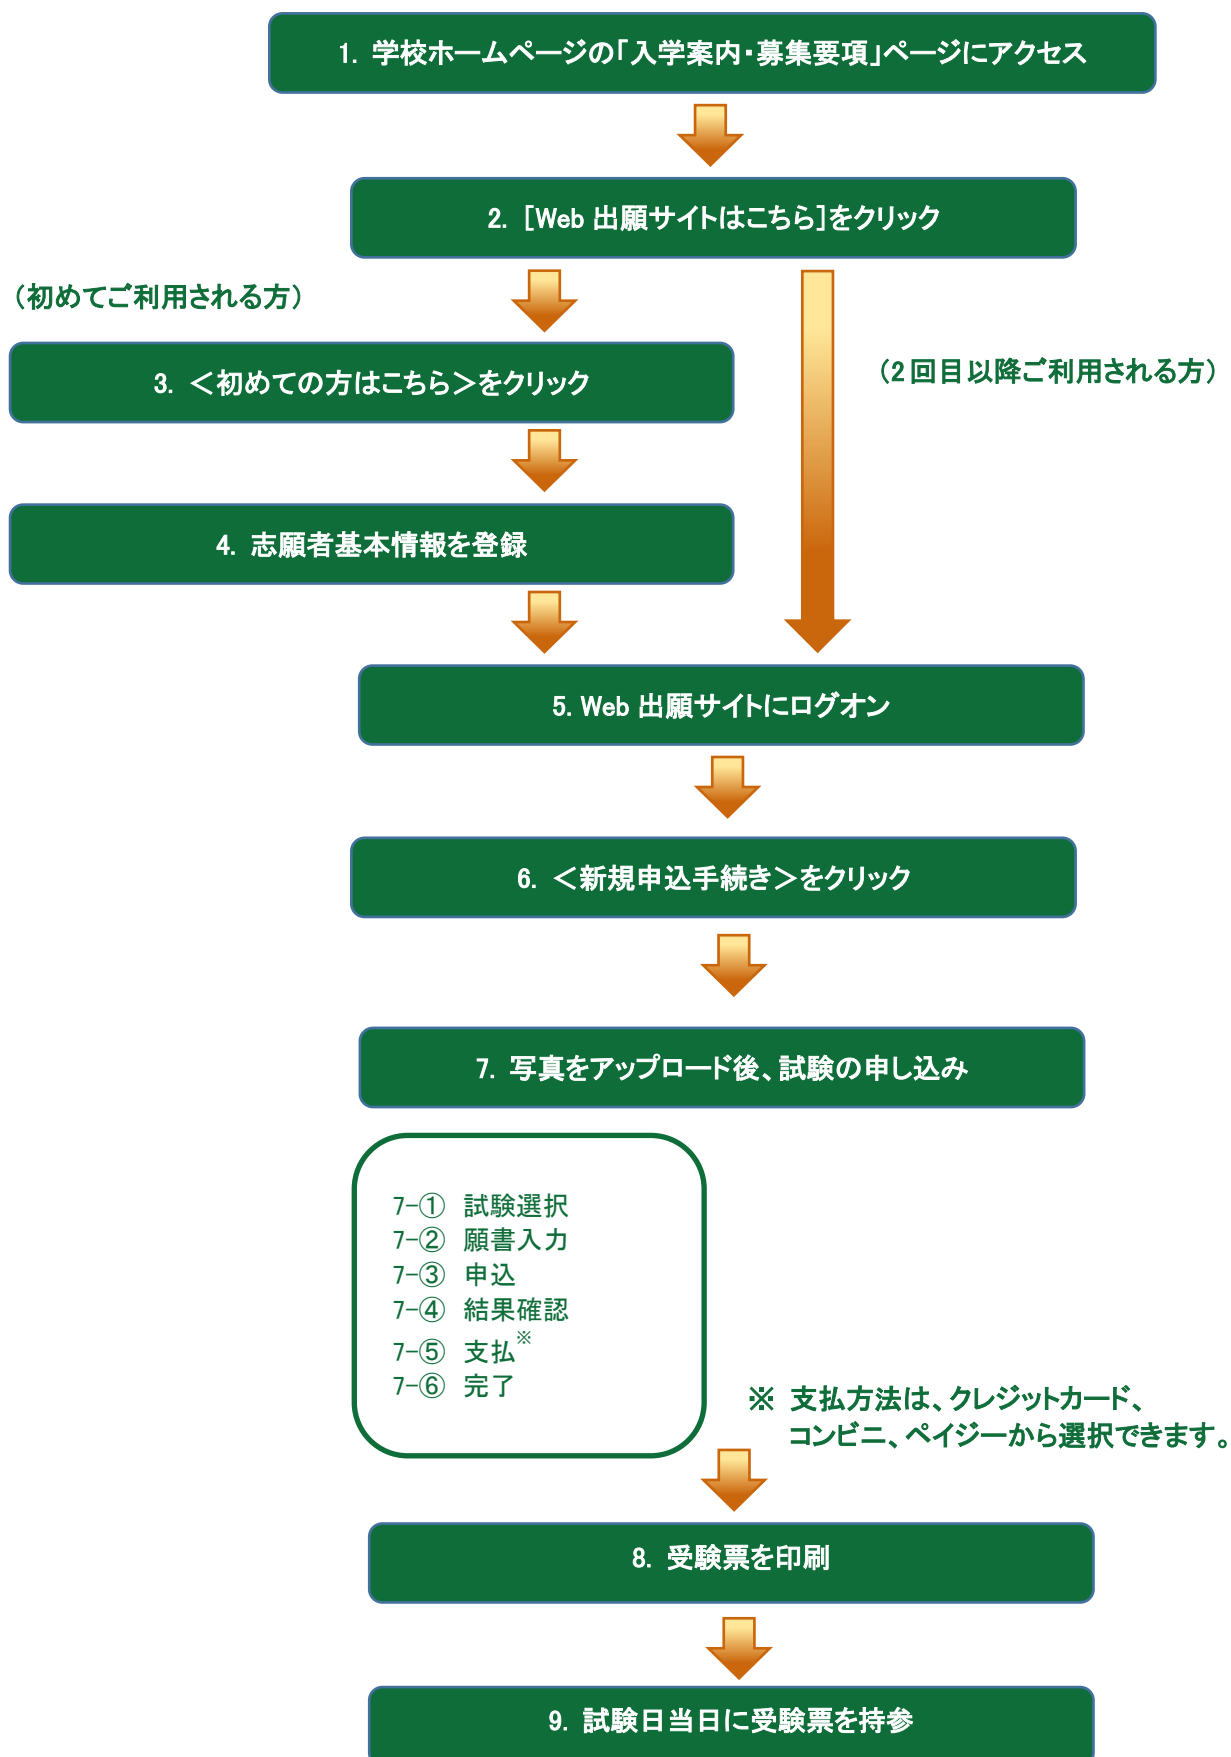 1. 学校ホームページの「入学案内・募集要項」ページにアクセス
2. [Web 出願サイトはこちら]をクリック
(初めてご利用される方)
3. <初めての方はこちら>をクリック
(2回目以降ご利用される方)
4. 志願者基本情報を登録
5. Web 出願サイトにログオン
6. <新規申込手続き>をクリック
7. 写真をアップロード後、試験の申し込み
7-① 試験選択
7-② 願書入力
7-③ 申込
7-④ 結果確認
7-⑤ 支払※
7-⑥ 完了
※ 支払方法は、クレジットカード、
コンビニ、ペイジーから選択できます。
8. 受験票を印刷
9. 試験日当日に受験票を持参